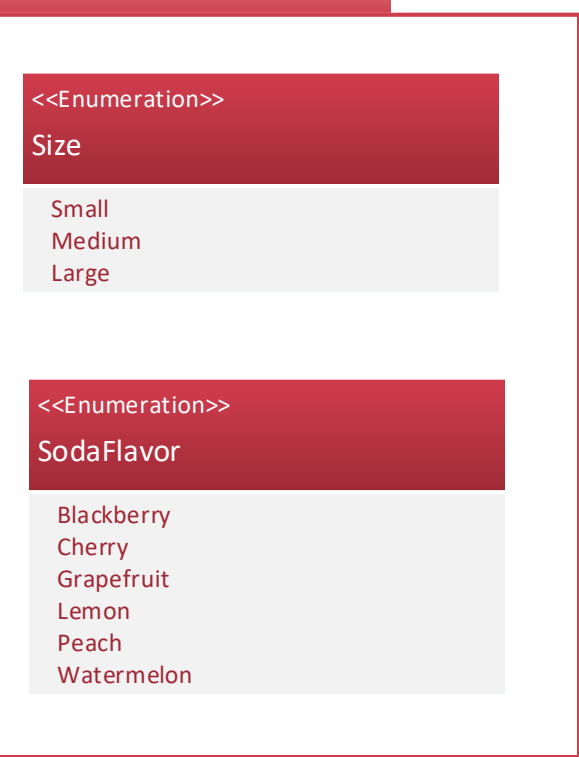 <<Enumeration>>
Size
Small
Medium
Large
<<Enumeration>>
SodaFlavor
Blackberry
Cherry
Grapefruit
Lemon
Peach
Watermelon